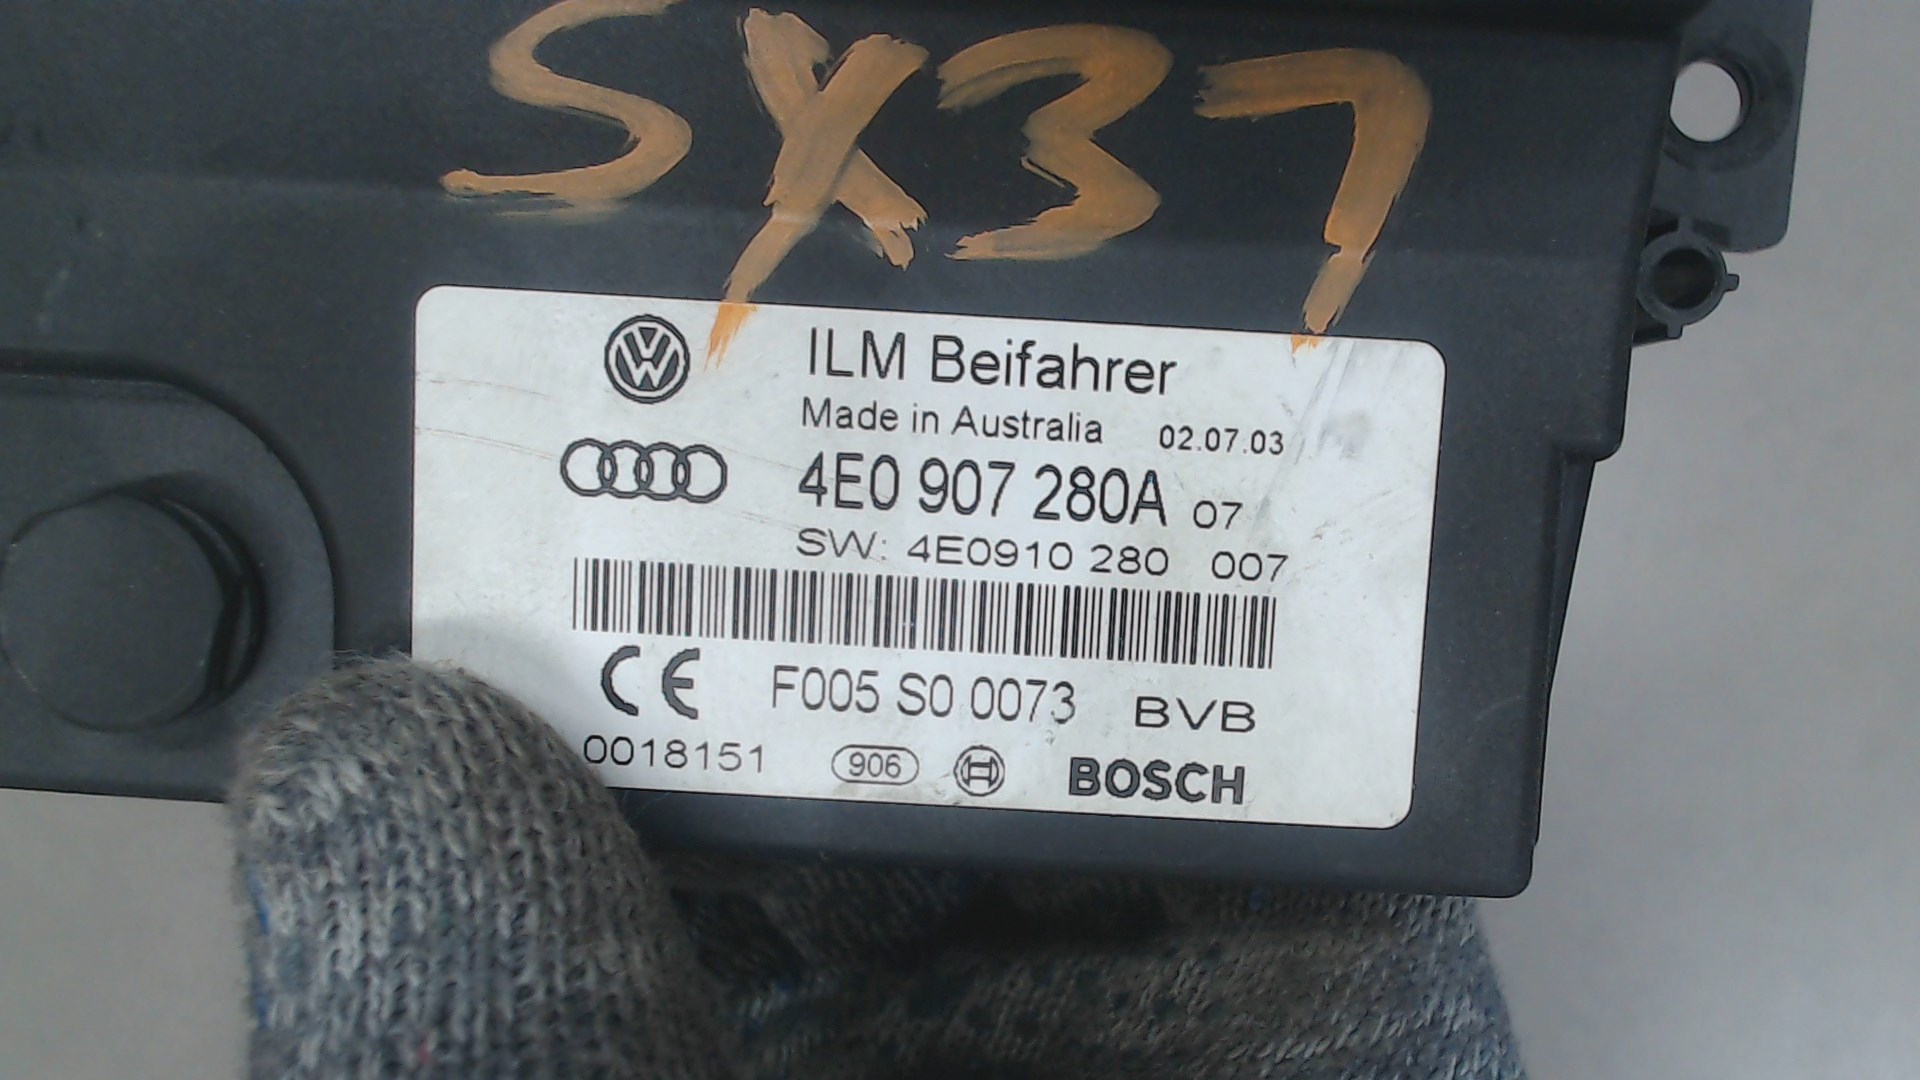 SX37
ILM Beifahrer
Made in Australia 02.07.03
4E0 907 280A 07
SW: 4E0910 280 007
CE F005 S0 0073 BVB
0018151 906 BOSCH